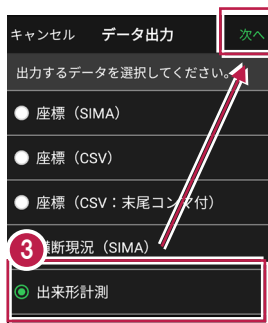 キャンセル データ出力 次へ
出力するデータを選択してください。
座標（SIMA）
座標（CSV）
座標（CSV：末尾コンマ付）
断現況（SIMA）
3
出来形計測